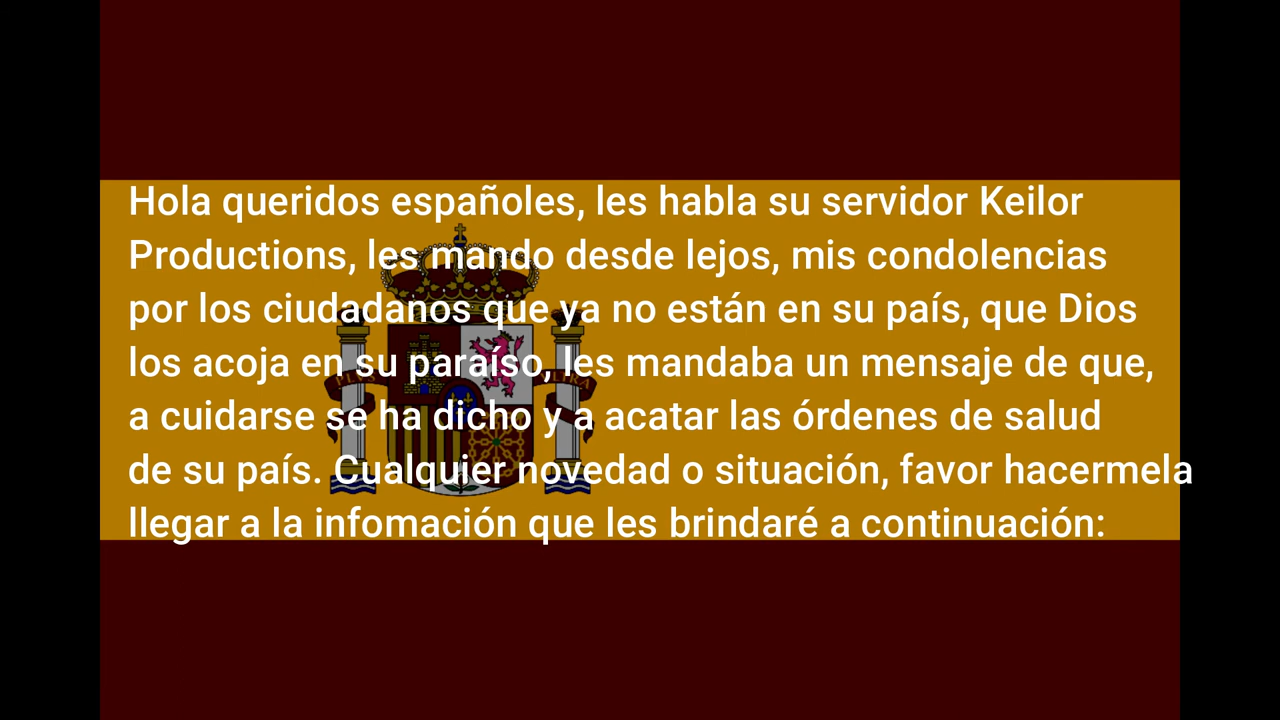 Hola queridos españoles, les habla su servidor Keilor
Productions, les mando desde lejos, mis condolencias
por los ciudadanos que ya no están en su país, que Dios
los acoja en su paraíso, les mandaba un mensaje de que,
a cuidarse se ha dicho y a acatar las órdenes de salud
de su país. Cualquier novedad o situación, favor hacermela
llegar a la infomación que les brindaré a continuación: